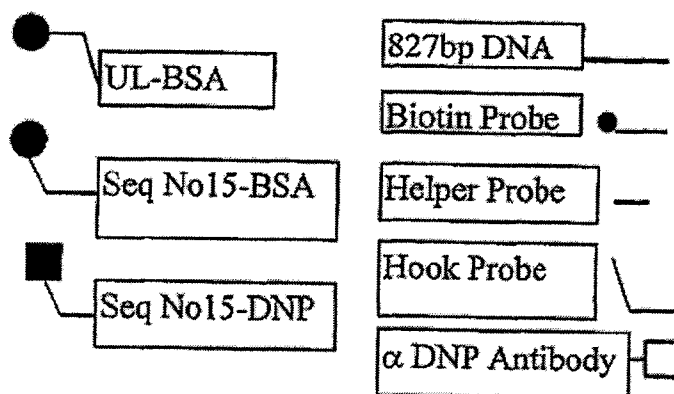 UL-BSA
Seq No15-BSA
Seq No15-DNP
827bp DNA
Biotin Probe
Helper Probe
Hook Probe
α DNP Antibody